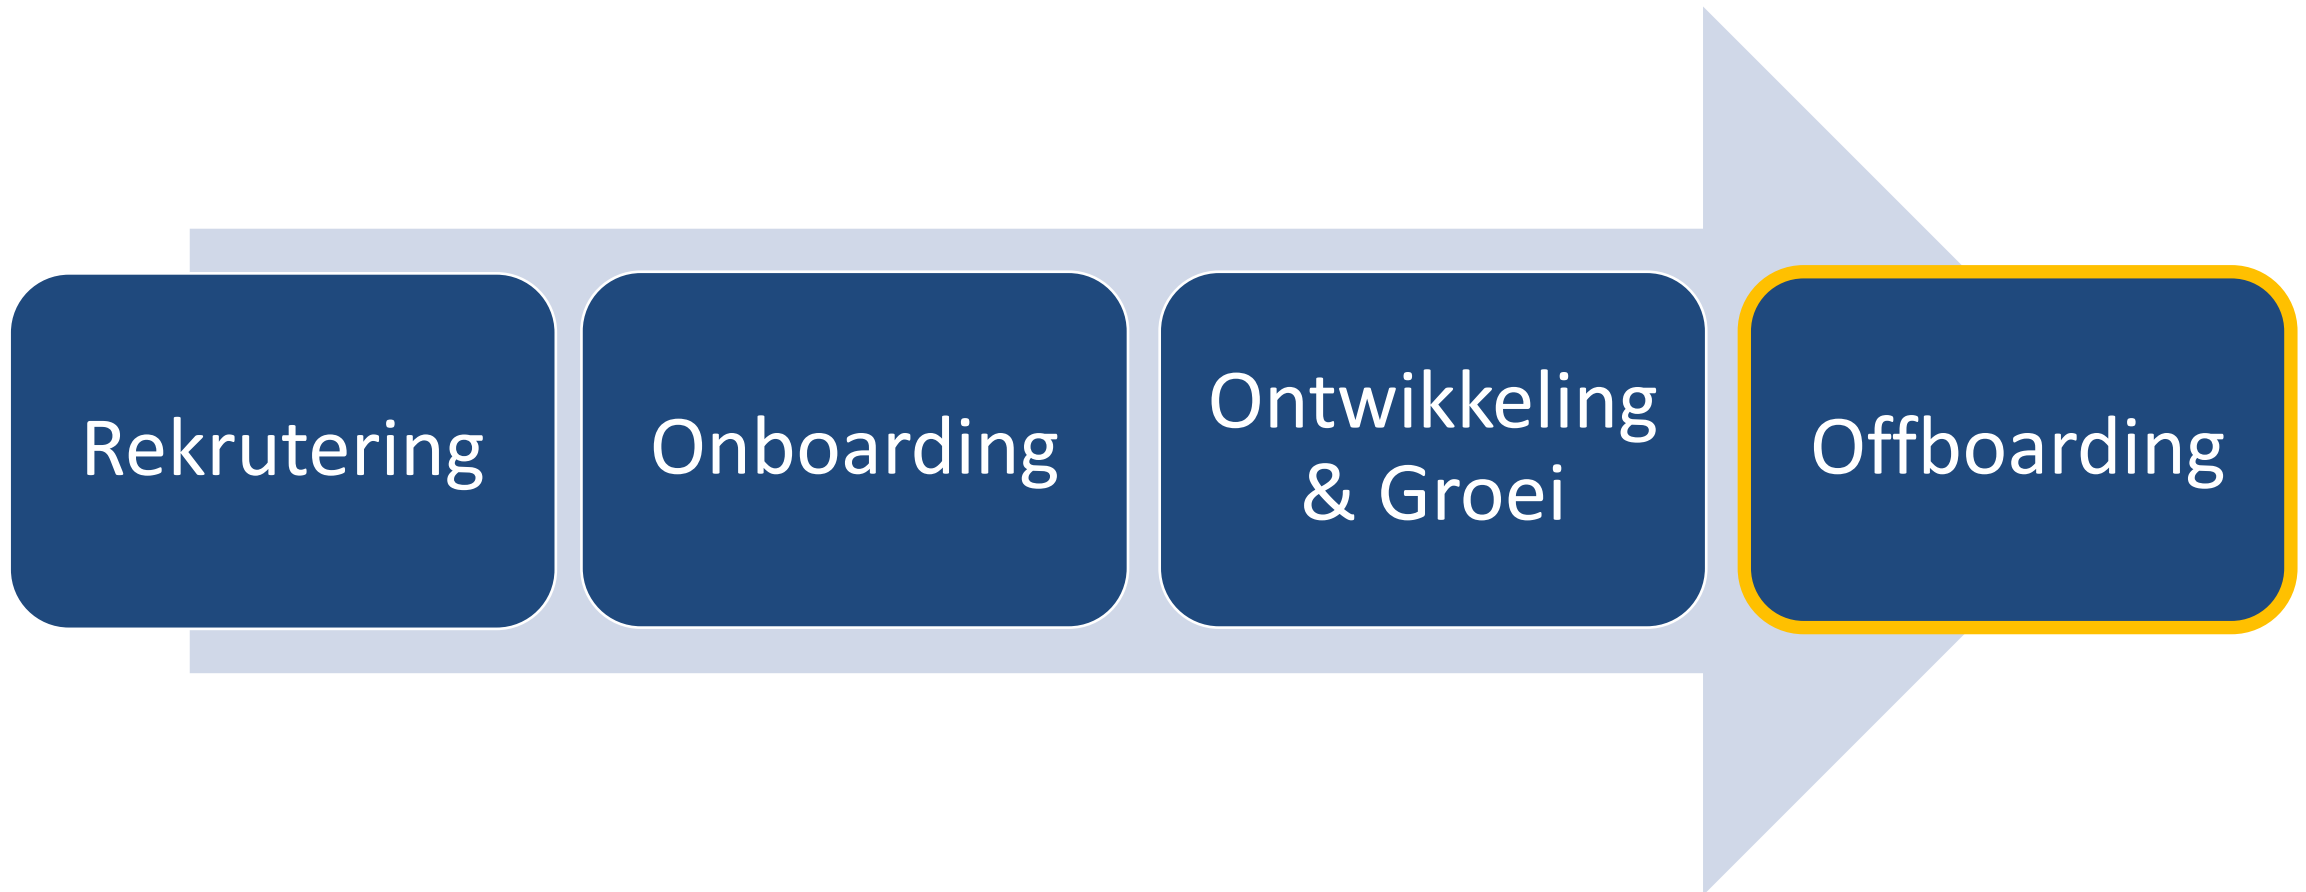 Rekrutering
Onboarding
Ontwikkeling
& Groei
Offboarding